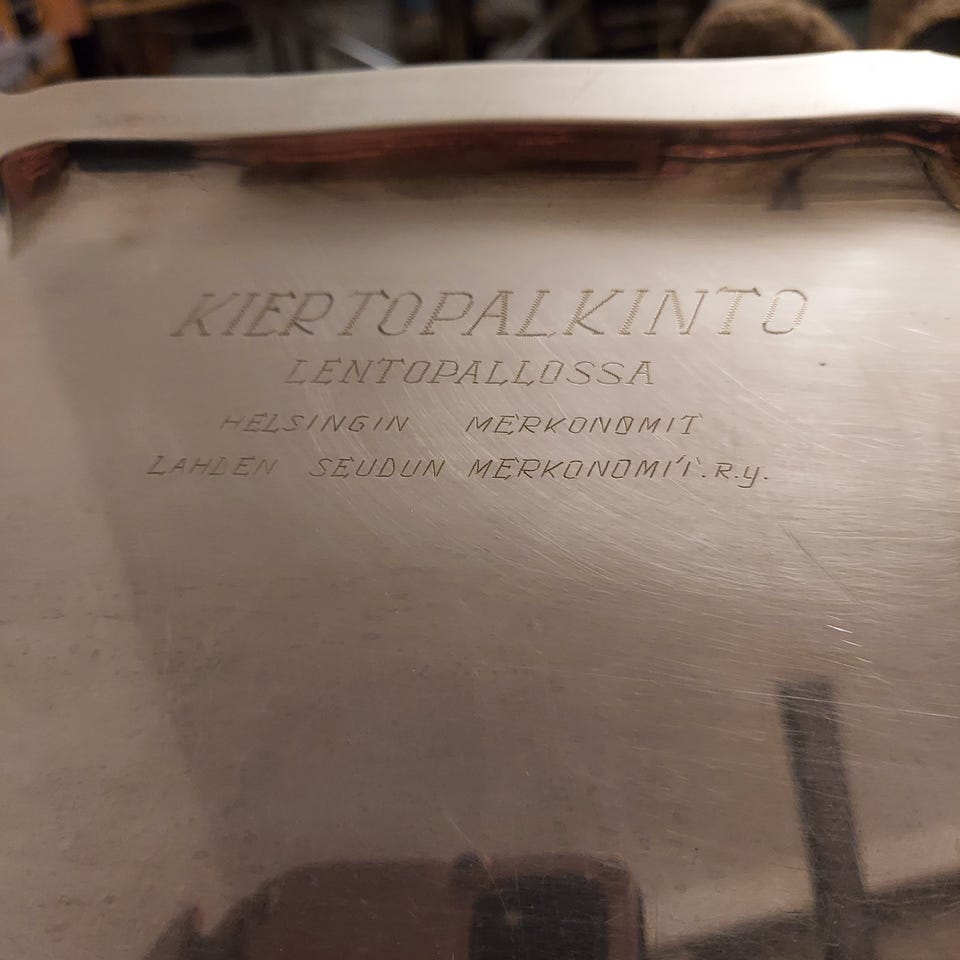 KIERTOPALKINTO
LENTOPALLOSSA
HELSINGIN MERKONOMIT
LAHDEN SEUDUN MERKONOMIT.R.y.